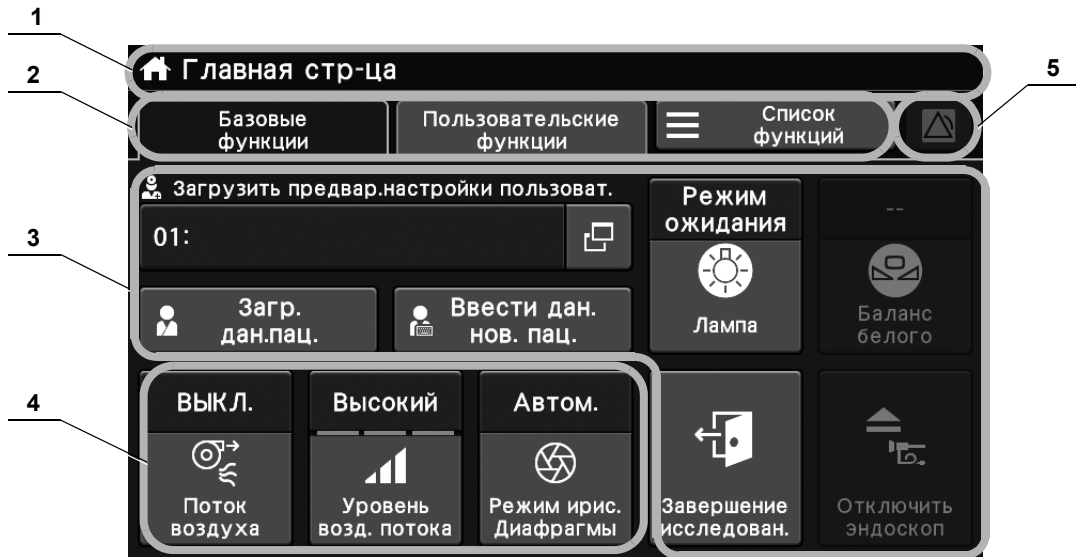 1
Главная стр-ца
2
5
Базовые
функции
Пользовательские
функции
Список
функций
Загрузить предвар.настройки пользоват.
01:
3
Загр.
дан.пац.
Ввести дан.
нов. пац.
Режим
ожидания
Лампа
--
Баланс
белого
4
ВЫКЛ.
Поток
воздуха
Высокий
Уровень
возд. потока
Автом.
Режим ирис.
Диафрагмы
Завершение
исследован.
Отключить
эндоскоп